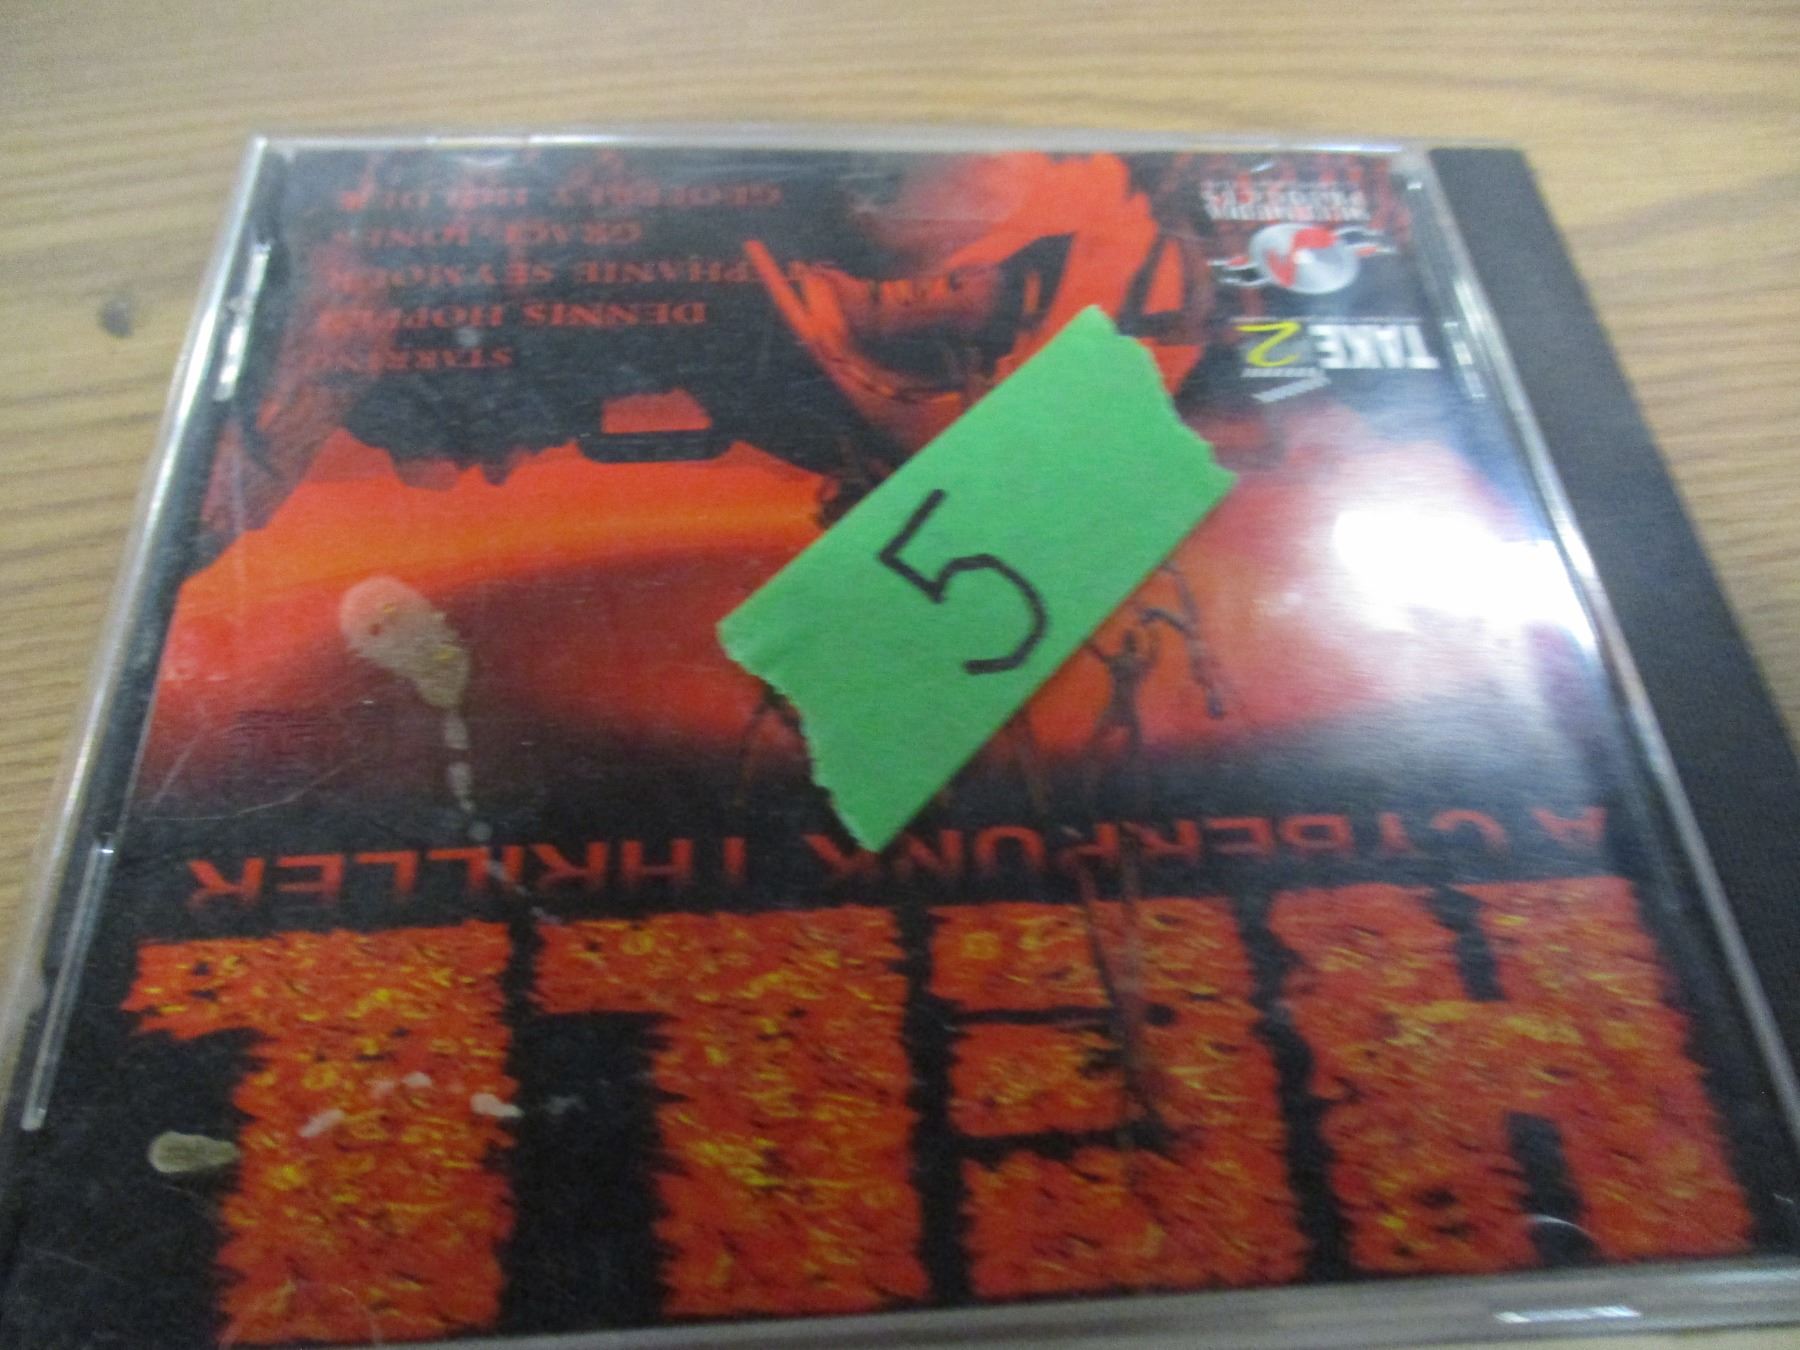 HELL
A CYBERPUNK THRILLER
5
TAKE 2
STARRING
DENNIS HOPPER
STEPHANIE SEYMOUR
GRACE JONES
GEOFFREY HOLDER